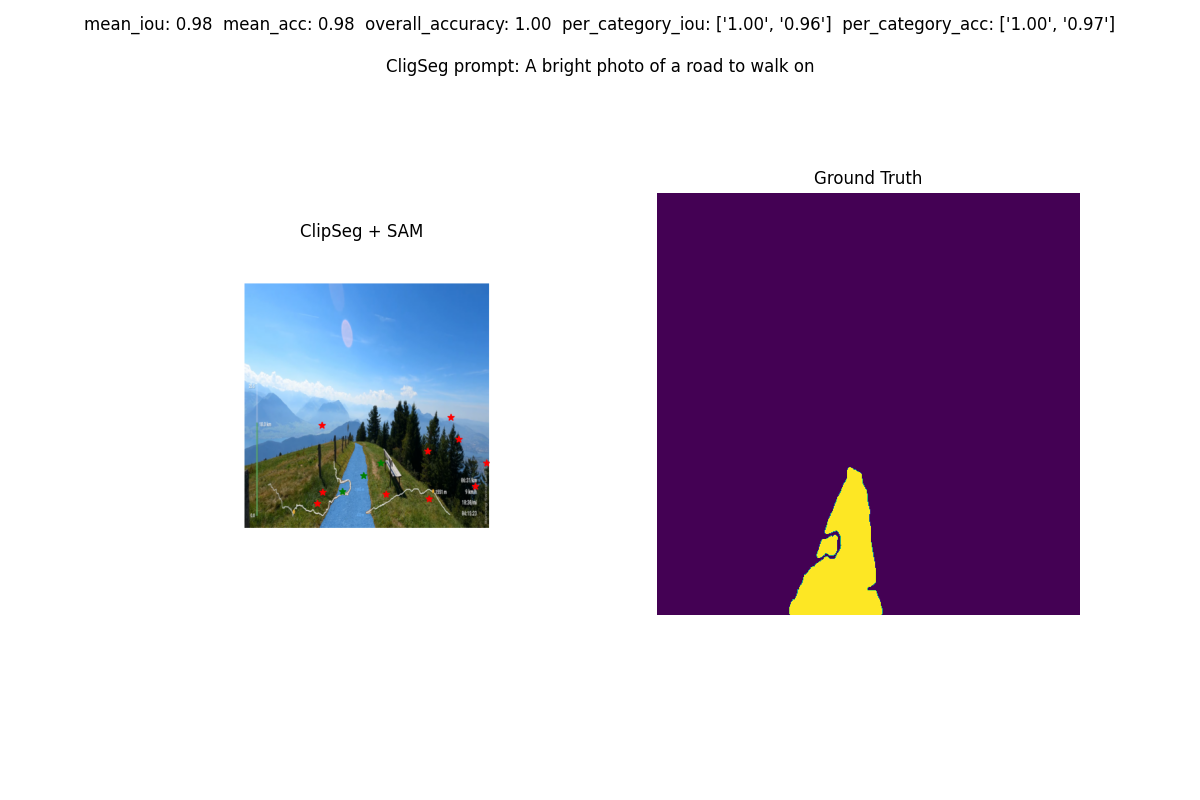 mean_iou: 0.98  mean_acc: 0.98  overall_accuracy: 1.00  per_category_iou: ['1.00', '0.96']  per_category_acc: ['1.00', '0.97']
CligSeg prompt: A bright photo of a road to walk on
Ground Truth
ClipSeg + SAM